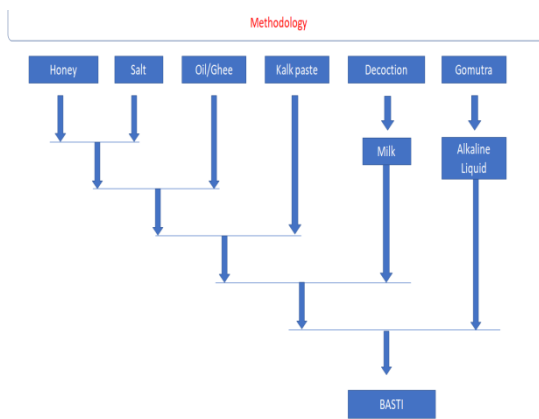 Methodology
Honey
Salt
Oil/Ghee
Kalk paste
Decoction
Gomutra
Milk
Alkaline
Liquid
BASTI